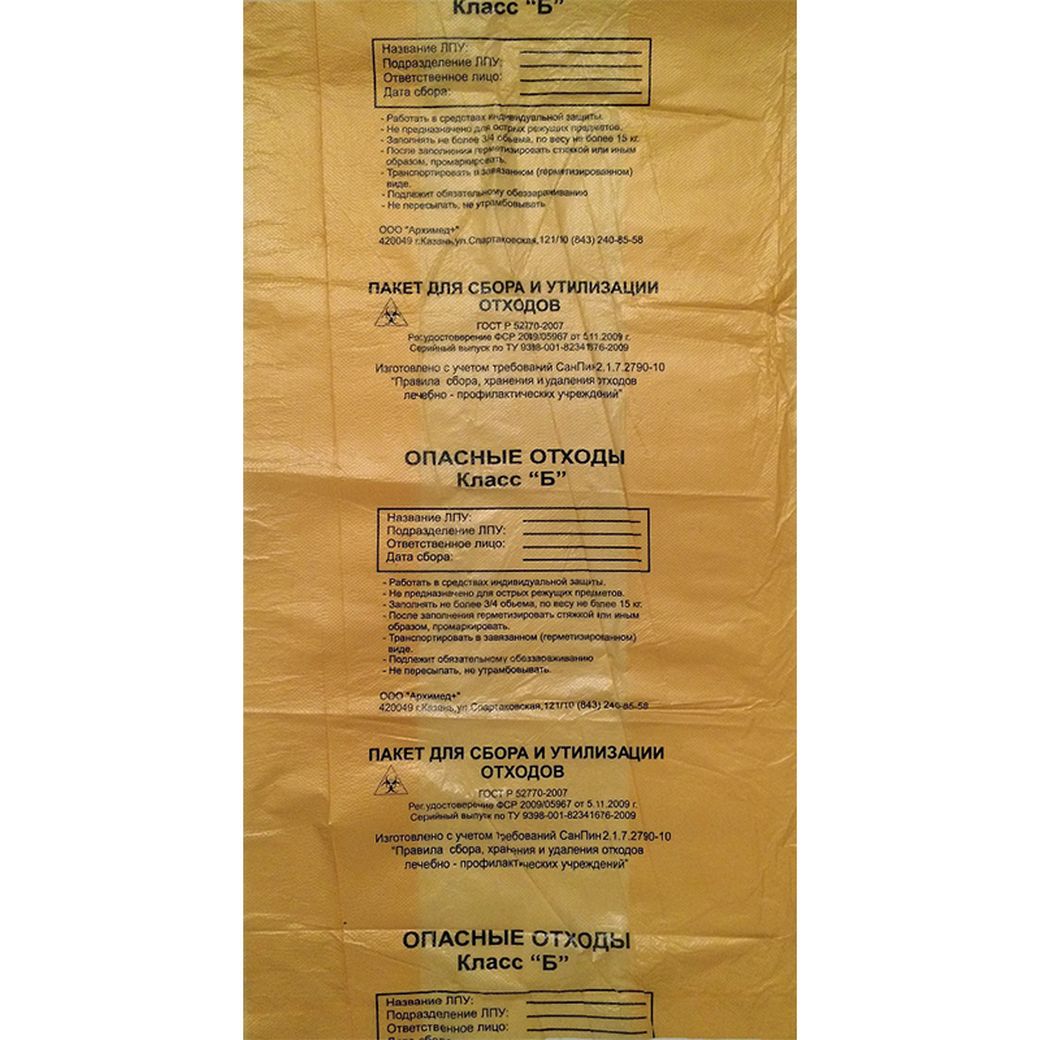 Класс "Б"
Название ЛПУ:
Подразделение ЛПУ:
Ответственное лицо:
Дата сбора:
- Работать в средствах индивидуальной защиты.
- Не предназначено для острых режущих предметов.
- Заполнять не более 3/4 обьема, по весу не более 15 кг.
- После заполнения герметизировать стяжкой или иным
образом, промаркировать.
- Транспортировать в завязанном (герметизированном)
виде.
- Подлежит обязательному обеззараживанию
- Не пересыпать, не утрамбовывать
ООО "Архимед+"
420049 г.Казань,ул.Спартаковская,121/10 (843) 240-85-58
ПАКЕТ ДЛЯ СБОРА И УТИЛИЗАЦИИ
ОТХОДОВ
ГОСТ Р 52770-2007
Рег.удостоверение ФСР 2009/05967 от 5.11.2009 г.
Серийный выпуск по ТУ 9398-001-82341676-2009
Изготовлено с учетом требований СанПин2.1.7.2790-10
"Правила сбора, хранения и удаления отходов
лечебно - профилактических учреждений"
ОПАСНЫЕ ОТХОДЫ
Класс "Б"
Название ЛПУ:
Подразделение ЛПУ:
Ответственное лицо:
Дата сбора:
- Работать в средствах индивидуальной защиты.
- Не предназначено для острых режущих предметов.
- Заполнять не более 3/4 обьема, по весу не более 15 кг.
- После заполнения герметизировать стяжкой или иным
образом, промаркировать.
- Транспортировать в завязанном (герметизированном)
виде.
- Подлежит обязательному обеззараживанию
- Не пересыпать, не утрамбовывать.
ООО "Архимед+"
420049 г.Казань,ул.Спартаковская,121/10 (843) 240-85-58
ПАКЕТ ДЛЯ СБОРА И УТИЛИЗАЦИИ
ОТХОДОВ
ГОСТ Р 52770-2007
Рег.удостоверение ФСР 2009/05967 от 5.11.2009 г.
Серийный выпуск по ТУ 9398-001-82341676-2009
Изготовлено с учетом требований СанПин2.1.7.2790-10
"Правила сбора, хранения и удаления отходов
лечебно - профилактических учреждений"
ОПАСНЫЕ ОТХОДЫ
Класс "Б"
Название ЛПУ:
Подразделение ЛПУ:
Ответственное лицо: